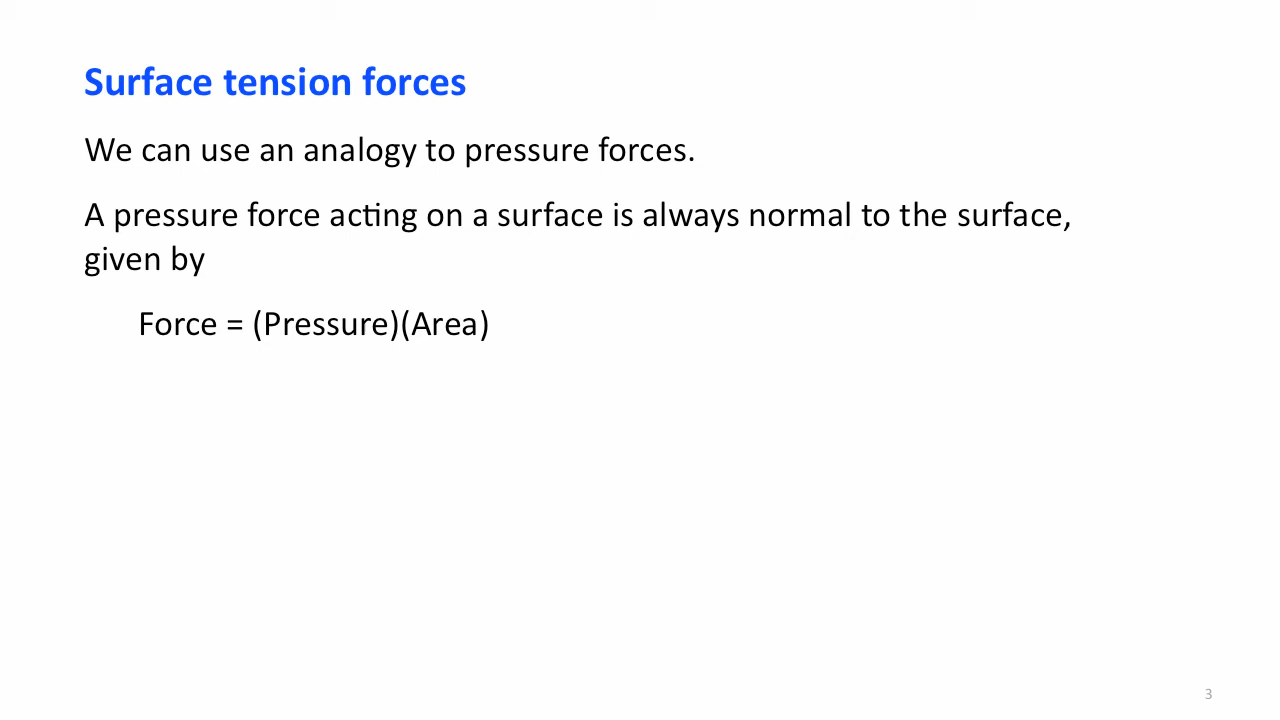 Surface tension forces
We can use an analogy to pressure forces.
A pressure force acting on a surface is always normal to the surface,
given by
Force = (Pressure)(Area)
3